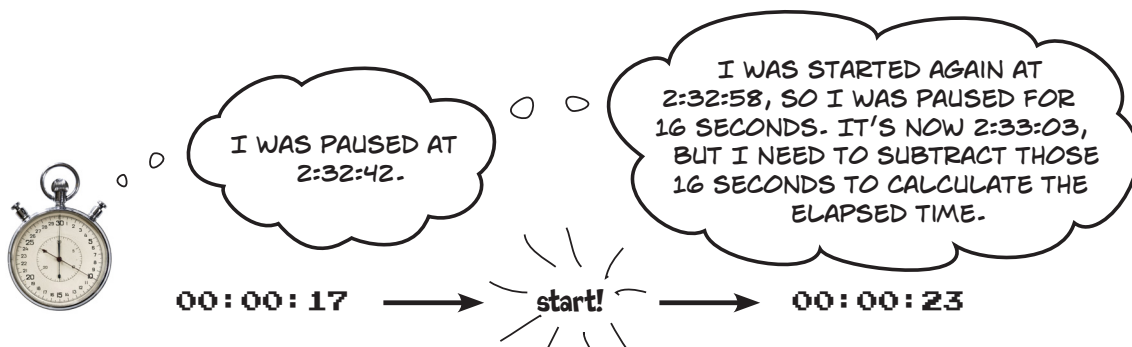 I WAS PAUSED AT
2:32:42.
I WAS STARTED AGAIN AT
2:32:58, SO I WAS PAUSED FOR
16 SECONDS. IT'S NOW 2:33:03,
BUT I NEED TO SUBTRACT THOSE
16 SECONDS TO CALCULATE THE
ELAPSED TIME.
00:00:17
start!
00:00:23